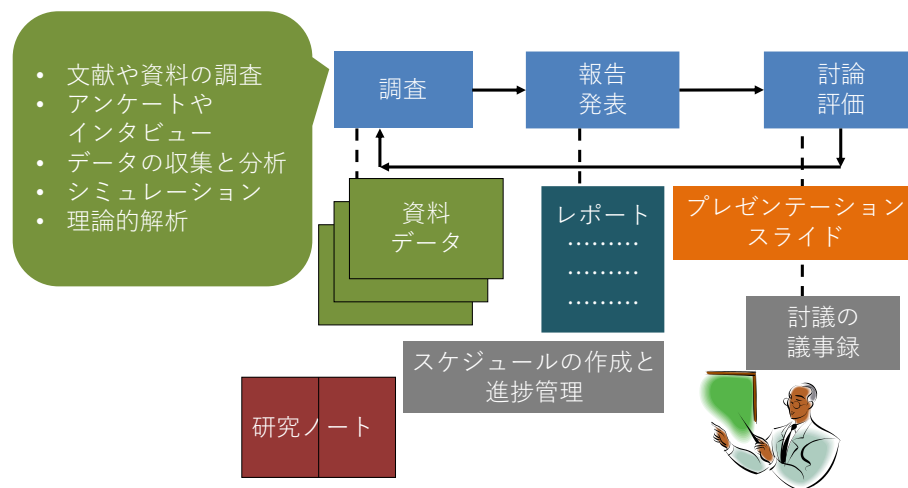 • 文献や資料の調査
• アンケートや
インタビュー
• データの収集と分析
• シミュレーション
• 理論的解析
調査
報告
発表
討論
評価
資料
データ
レポート
………
………
………
プレゼンテーション
スライド
討議の
議事録
スケジュールの作成と
進捗管理
研究ノート